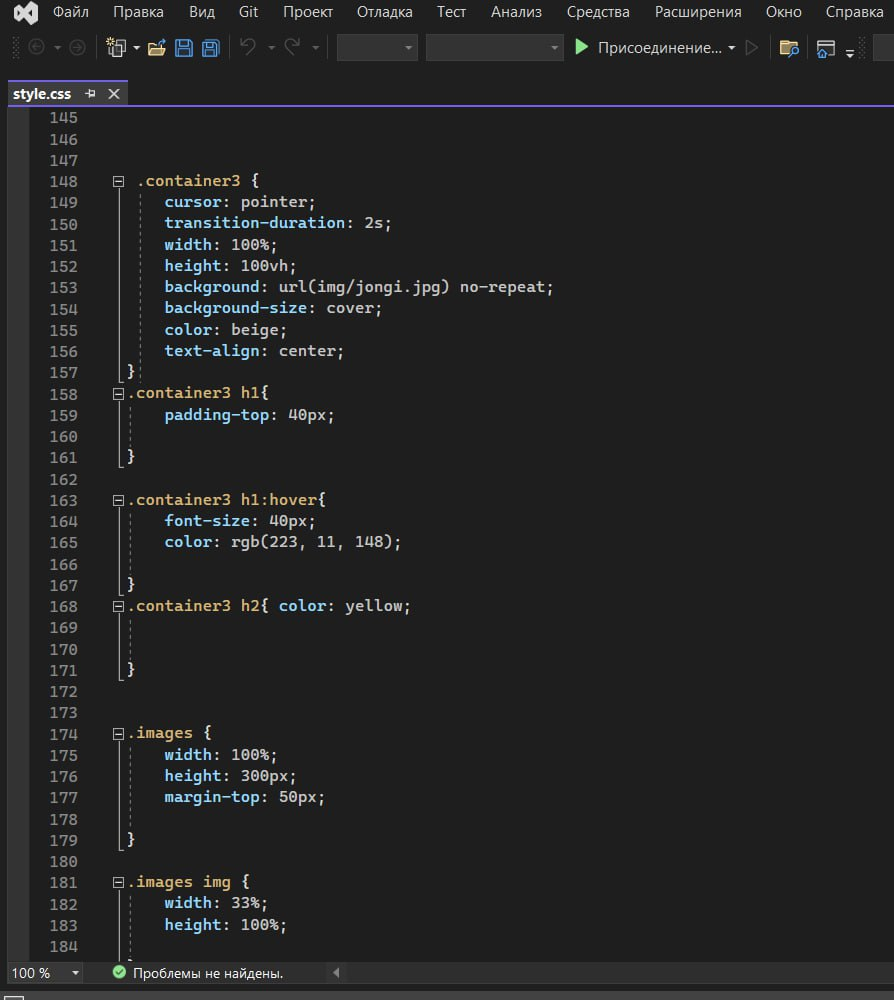 Файл Правка Вид Git Проект Отладка Тест Анализ Средства Расширения Окно Справка
Присоединение...
style.css
145
146
147
148 .container3 {
149 cursor: pointer;
150 transition-duration: 2s;
151 width: 100%;
152 height: 100vh;
153 background: url(img/jongi.jpg) no-repeat;
154 background-size: cover;
155 color: beige;
156 text-align: center;
157 }
158 .container3 h1{
159 padding-top: 40px;
160
161 }
162
163 .container3 h1:hover{
164 font-size: 40px;
165 color: rgb(223, 11, 148);
166
167 }
168 .container3 h2{ color: yellow;
169
170
171 }
172
173
174 .images {
175 width: 100%;
176 height: 300px;
177 margin-top: 50px;
178
179 }
180
181 .images img {
182 width: 33%;
183 height: 100%;
184
100 % Проблемы не найдены.